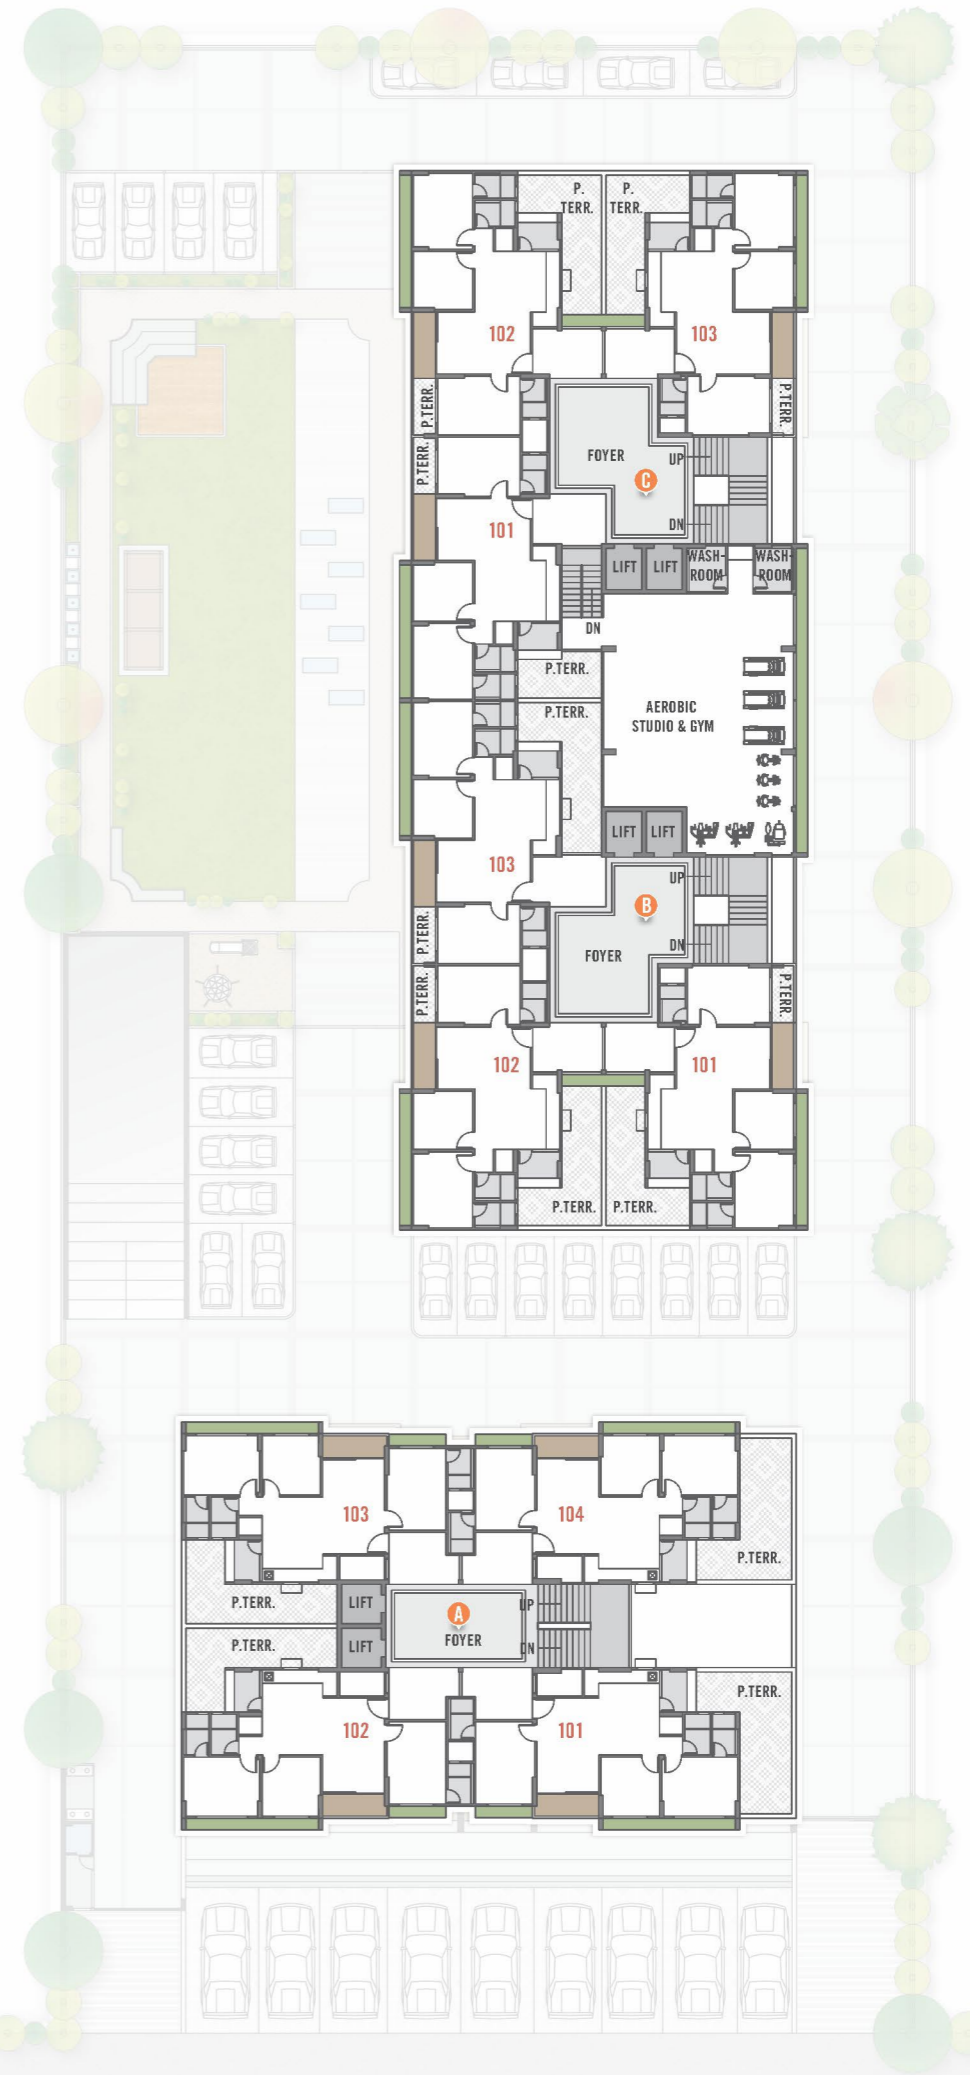 P.
TERR.
P.
TERR.
102
103
P.TERR.
P.TERR.
FOYER
UP
C
P.TERR.
DN
101
LIFT
LIFT
WASH-
ROOM
WASH-
ROOM
DN
P.TERR.
P.TERR.
AEROBIC
STUDIO & GYM
LIFT
LIFT
103
UP
B
P.TERR.
DN
FOYER
P.TERR.
P.TERR.
102
101
P.TERR.
P.TERR.
103
104
P.TERR.
P.TERR.
LIFT
UP
A
FOYER
P.TERR.
LIFT
DN
P.TERR.
102
101